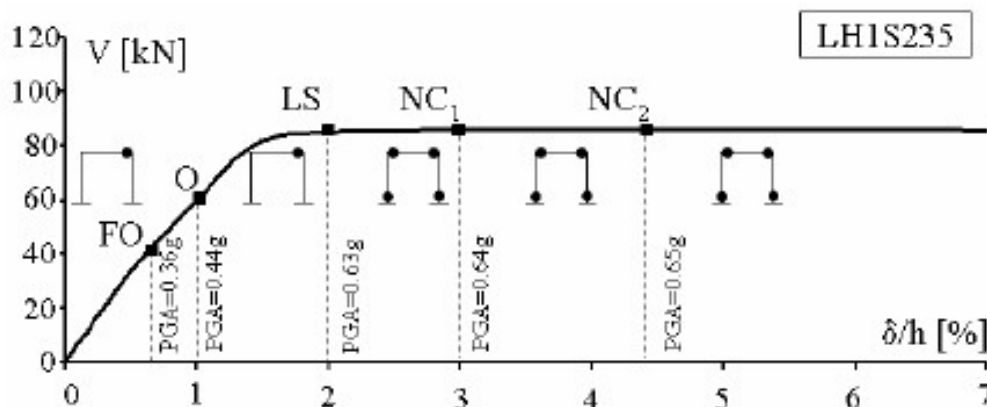 120
V [kN]
LH1S235
100
LS
NC1
NC2
80
O
60
FO
40
PGA=0.36g
PGA=0.44g
PGA=0.63g
PGA=0.64g
PGA=0.65g
20
δ/h [%]
0
0 1 2 3 4 5 6 7